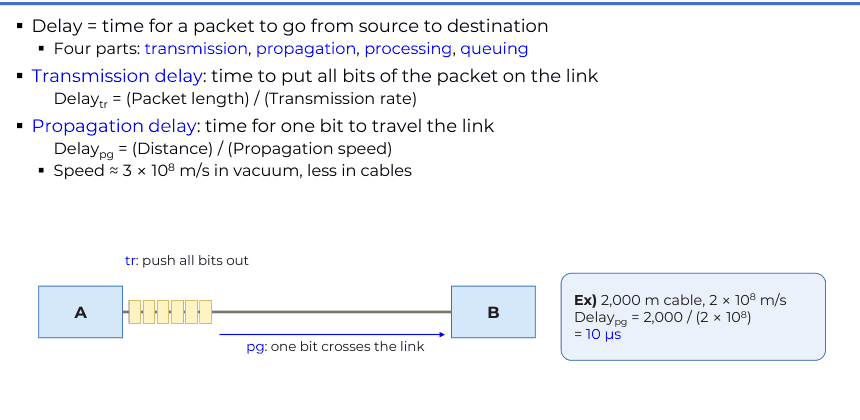 ▪ Delay = time for a packet to go from source to destination
▪ Four parts: transmission, propagation, processing, queuing
▪ Transmission delay: time to put all bits of the packet on the link
Delay_tr = (Packet length) / (Transmission rate)
▪ Propagation delay: time for one bit to travel the link
Delay_pg = (Distance) / (Propagation speed)
▪ Speed ≈ 3 × 10⁸ m/s in vacuum, less in cables
tr: push all bits out
A
B
pg: one bit crosses the link
Ex) 2,000 m cable, 2 × 10⁸ m/s
Delay_pg = 2,000 / (2 × 10⁸)
= 10 μs